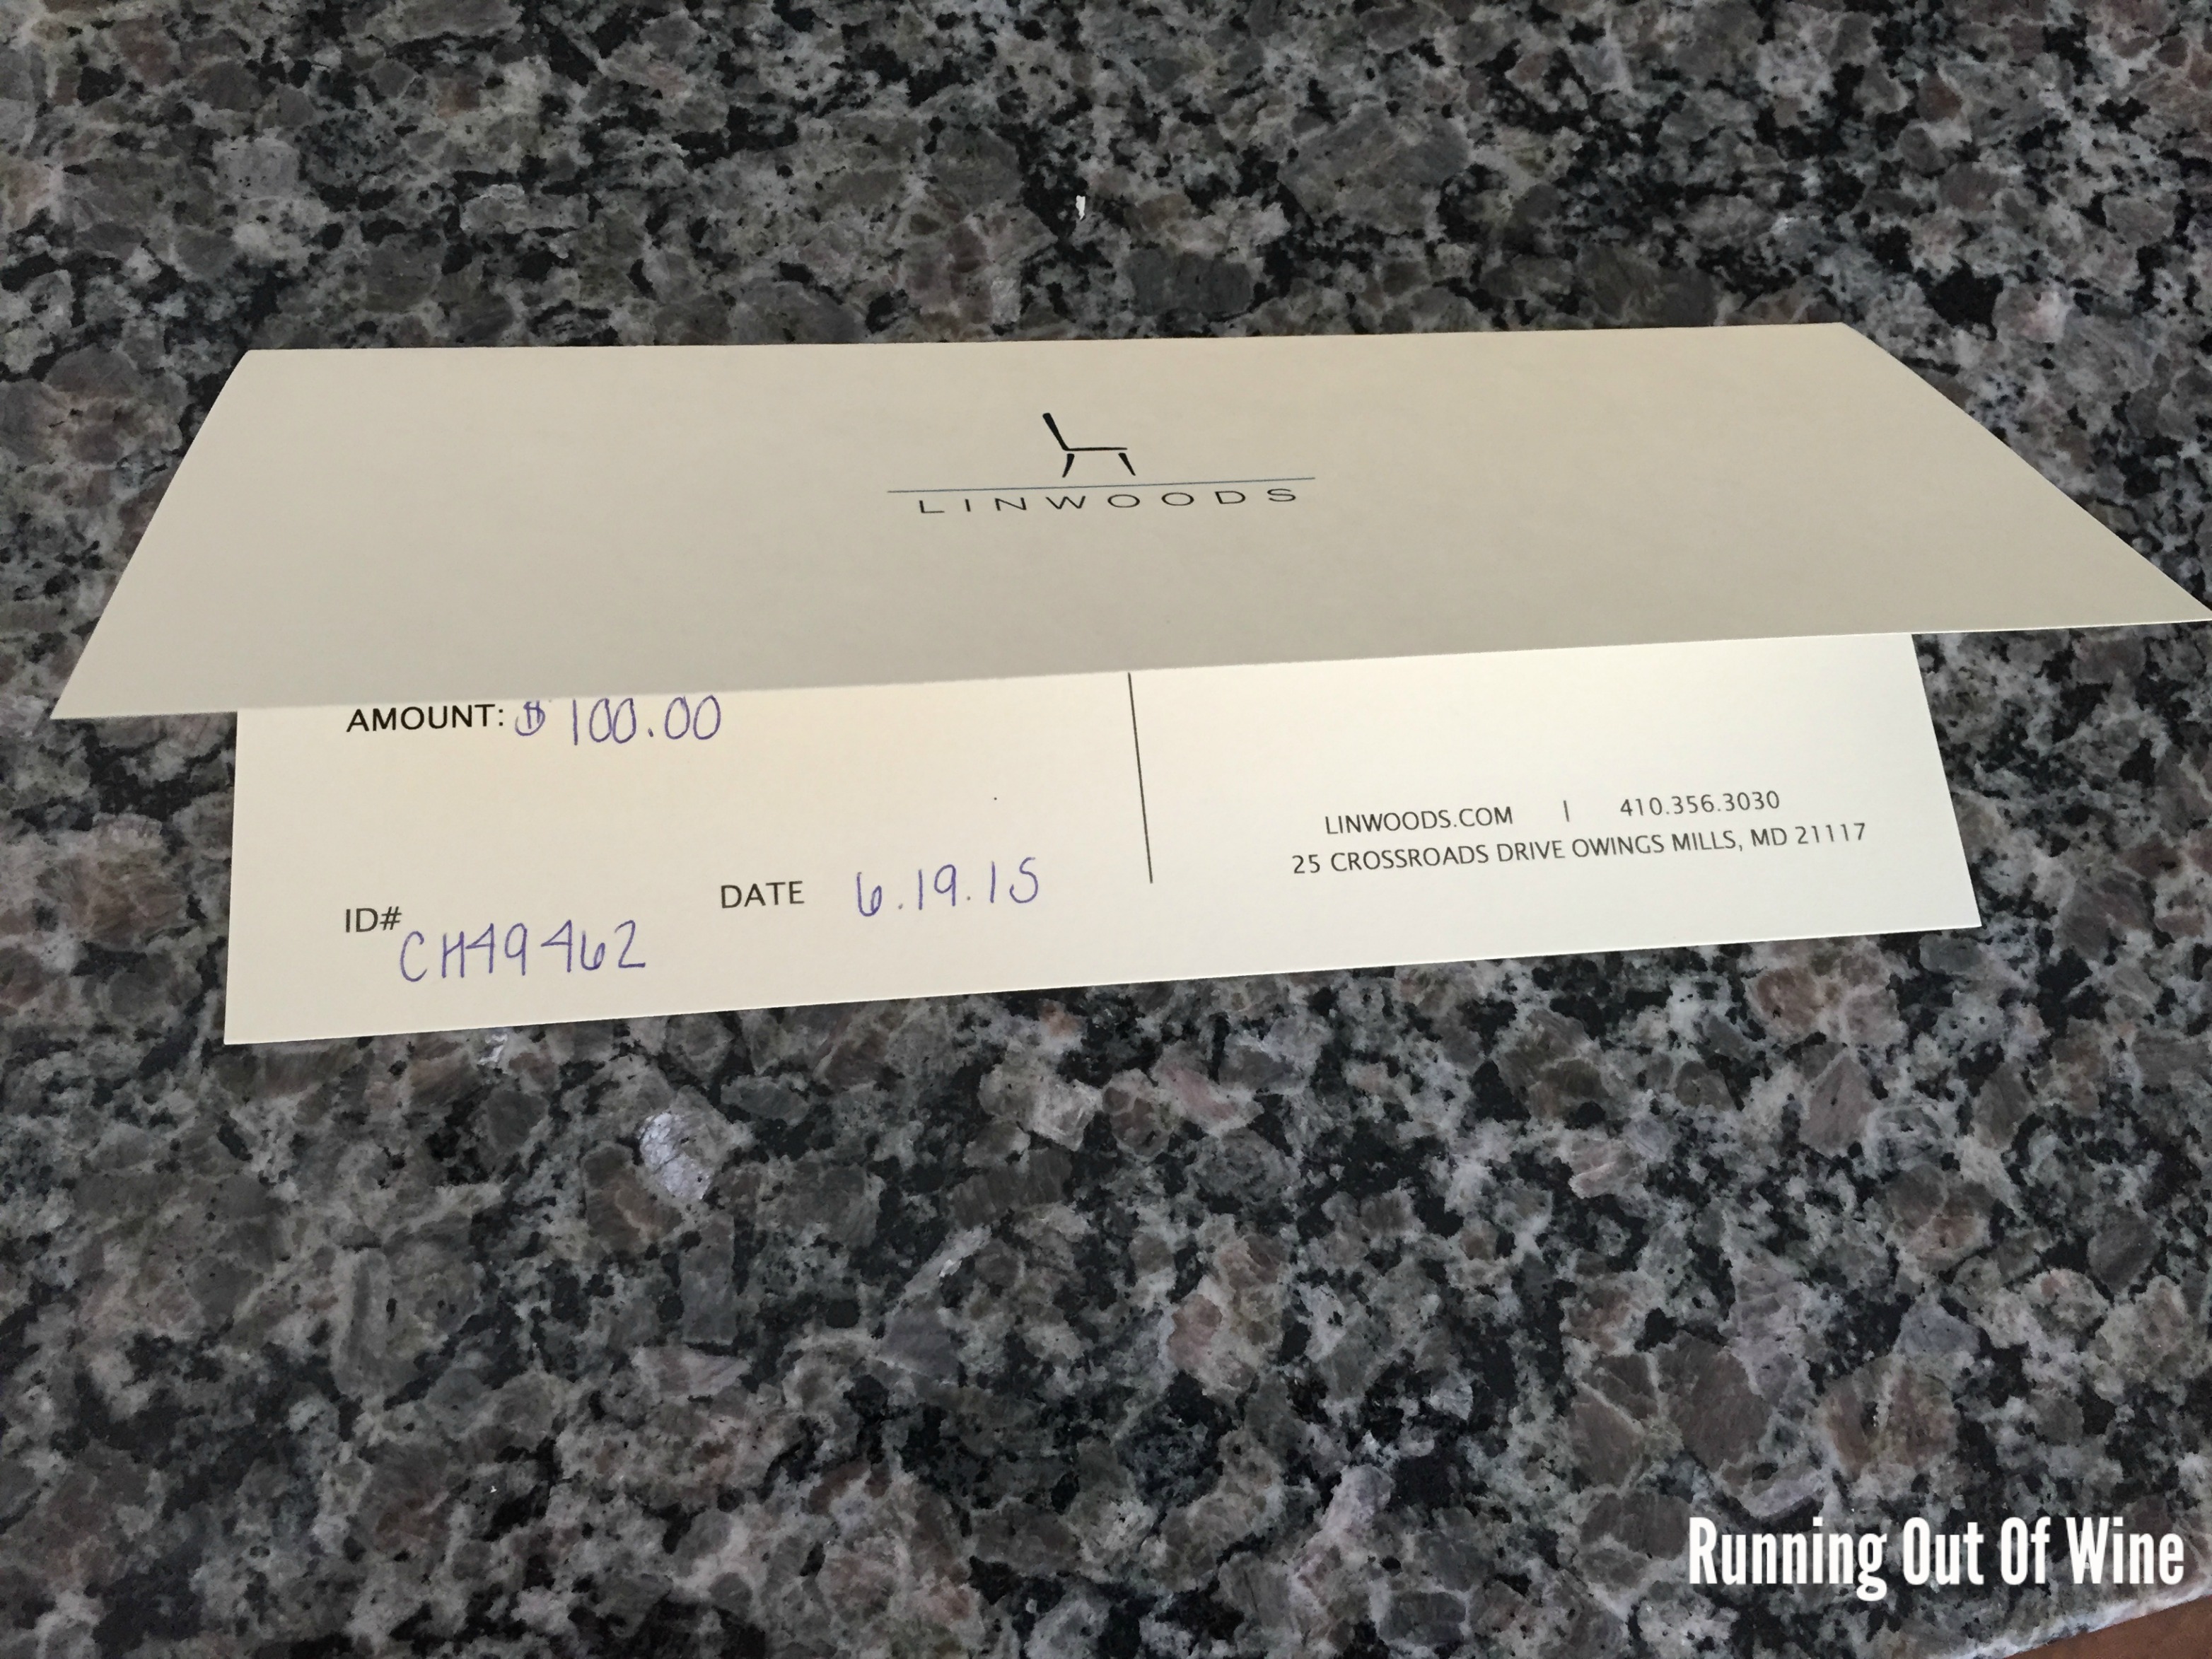 LINWOODS
AMOUNT: $ 100.00
LINWOODS.COM | 410.356.3030
25 CROSSROADS DRIVE OWINGS MILLS, MD 21117
ID# CH49462
DATE 6.19.15
Running Out Of Wine